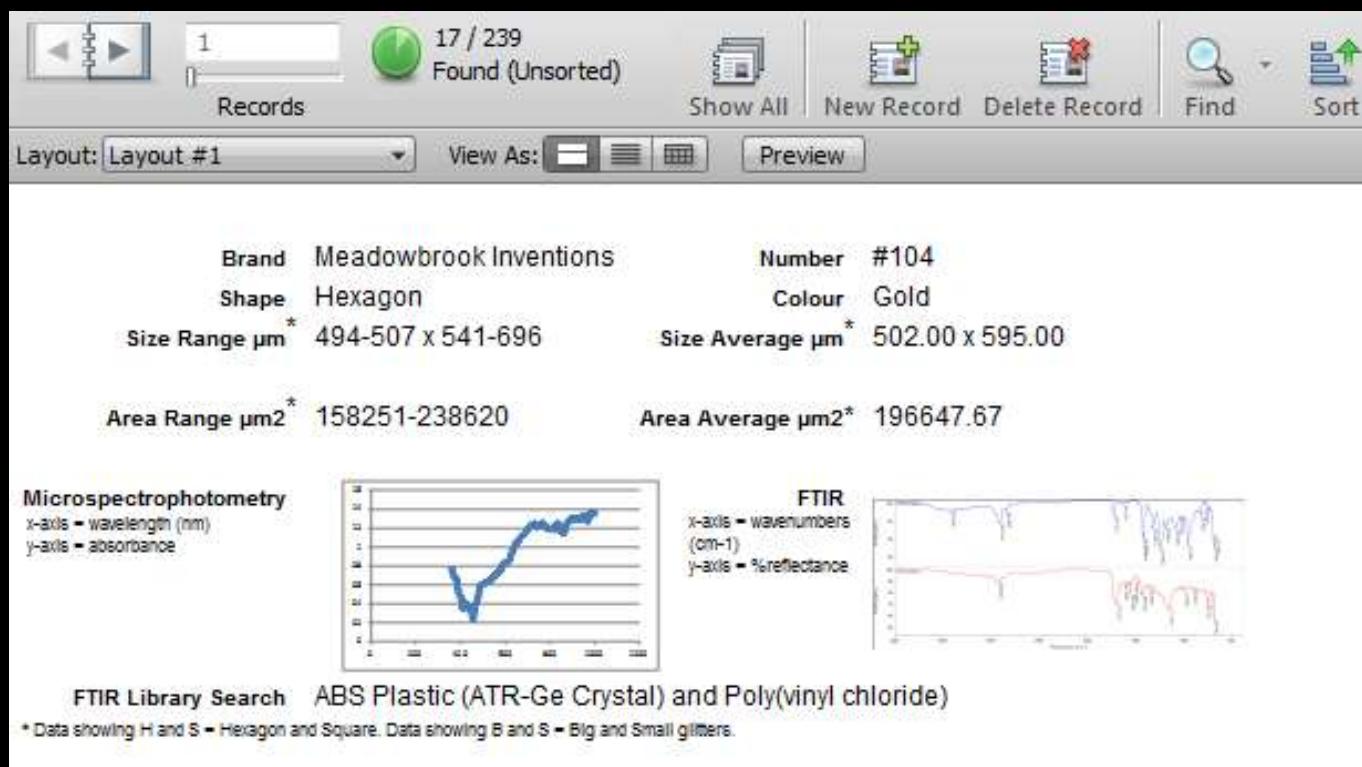 1
17 / 239
Found (Unsorted)
Records
Show All
New Record
Delete Record
Find
Sort
Layout: Layout #1
View As:
Preview
Brand Meadowbrook Inventions
Number #104
Shape Hexagon
Colour Gold
Size Range µm* 494-507 x 541-696
Size Average µm* 502.00 x 595.00
Area Range µm2* 158251-238620
Area Average µm2* 196647.67
Microspectrophotometry
x-axis = wavelength (nm)
y-axis = absorbance
FTIR
x-axis = wavenumbers
(cm-1)
y-axis = %reflectance
FTIR Library Search ABS Plastic (ATR-Ge Crystal) and Poly(vinyl chloride)
* Data showing H and S = Hexagon and Square. Data showing B and S = Big and Small glitters.